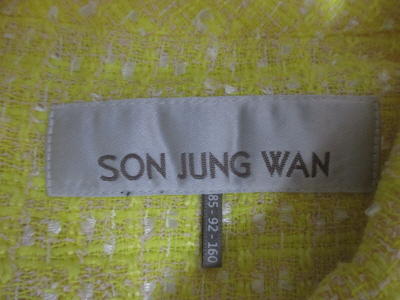 SON JUNG WAN
85 - 92 - 160